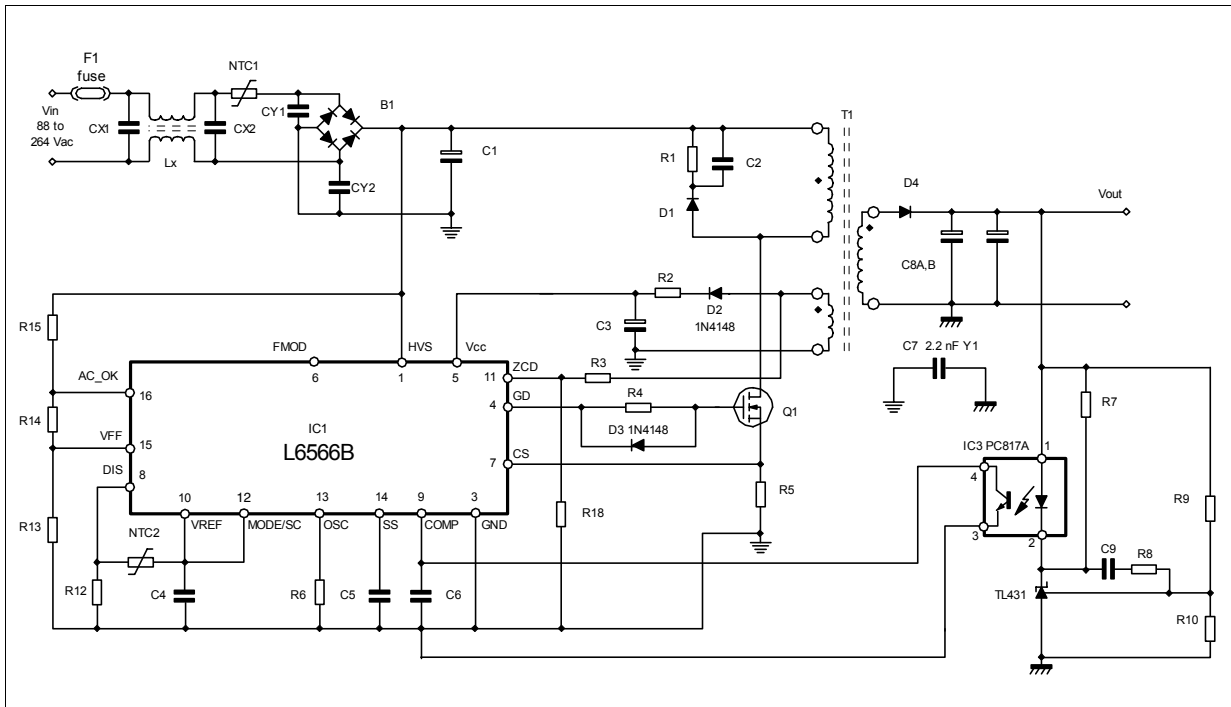 F1
fuse
NTC1
Vin
88 to
264 Vac
CX1
Lx
CX2
CY1
B1
CY2
C1
R1
C2
D1
T1
D4
Vout
C8A,B
R2
D2
1N4148
C3
C7 2.2 nF Y1
R15
FMOD
HVS
Vcc
6
1
5
ZCD
11
R3
AC_OK
16
GD
4
R4
Q1
R14
IC1
L6566B
D3 1N4148
VFF
15
DIS
8
CS
7
R7
IC3 PC817A
1
4
3
2
R9
R5
R18
R13
10
12
13
14
9
3
VREF
MODE/SC
OSC
SS
COMP
GND
NTC2
R12
C4
R6
C5
C6
C9
R8
TL431
R10